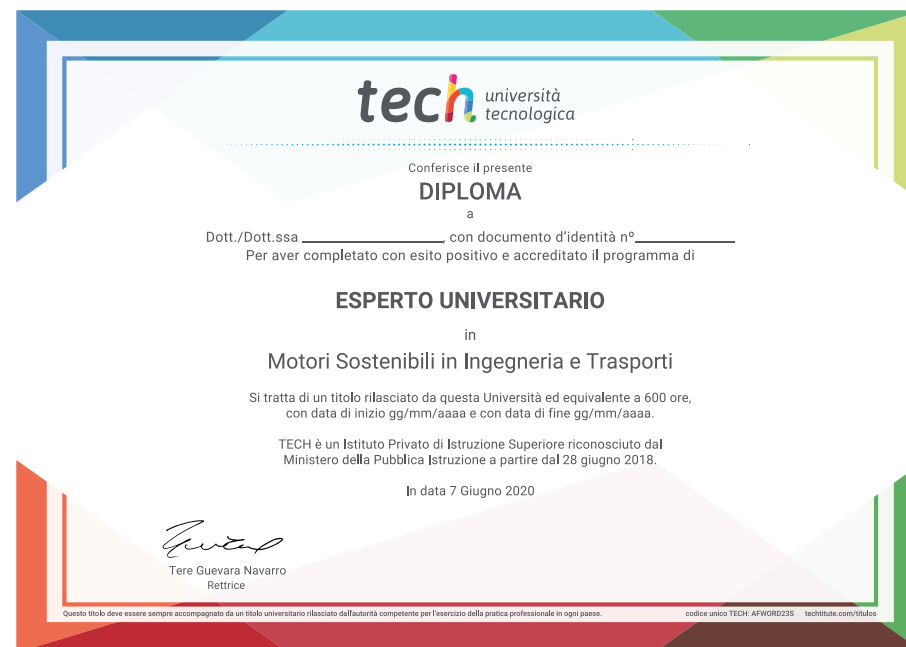 tech università
tecnologica
Conferisce il presente
DIPLOMA
a
Dott./Dott.ssa ____________________, con documento d'identità nº______________
Per aver completato con esito positivo e accreditato il programma di
ESPERTO UNIVERSITARIO
in
Motori Sostenibili in Ingegneria e Trasporti
Si tratta di un titolo rilasciato da questa Università ed equivalente a 600 ore,
con data di inizio gg/mm/aaaa e con data di fine gg/mm/aaaa.
TECH è un Istituto Privato di Istruzione Superiore riconosciuto dal
Ministero della Pubblica Istruzione a partire dal 28 giugno 2018.
In data 7 Giugno 2020
Tere Guevara Navarro
Rettrice
Questo titolo deve essere sempre accompagnato da un titolo universitario rilasciato dall'autorità competente per l'esercizio della pratica professionale in ogni paese. codice unico TECH: AFWORD23S techtitute.com/títulos